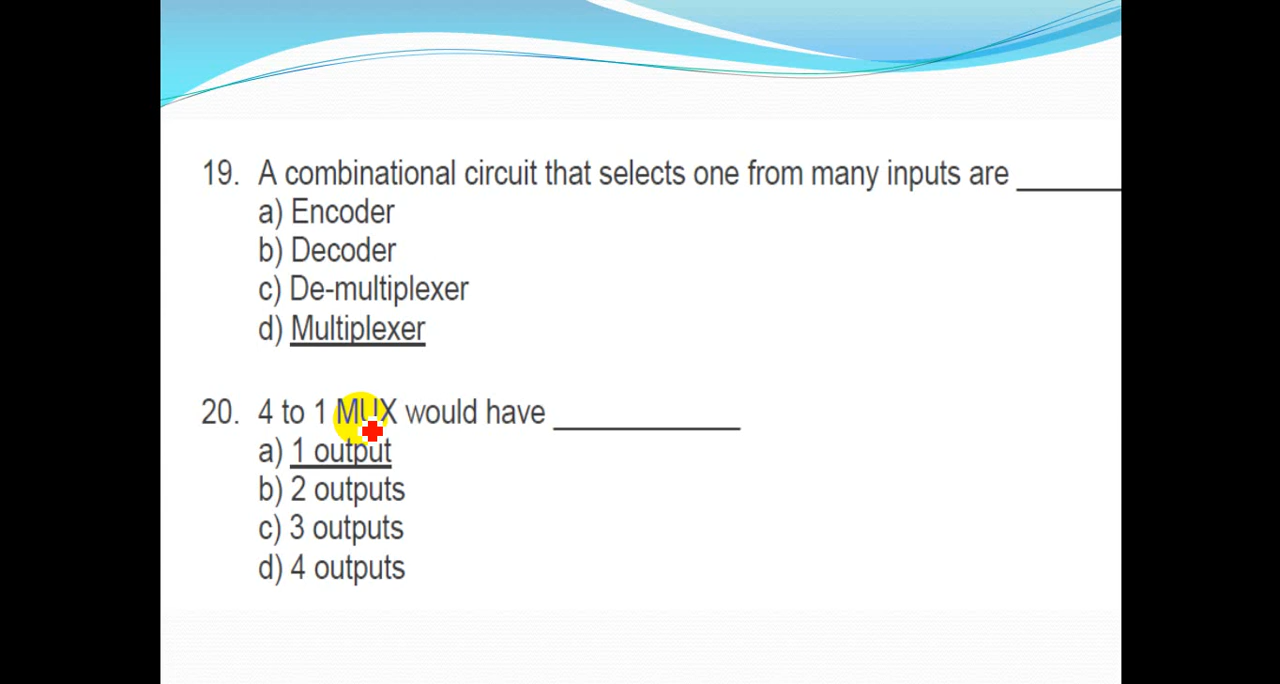 19. A combinational circuit that selects one from many inputs are ________
a) Encoder
b) Decoder
c) De-multiplexer
d) Multiplexer
20. 4 to 1 MUX would have ____________
a) 1 output
b) 2 outputs
c) 3 outputs
d) 4 outputs